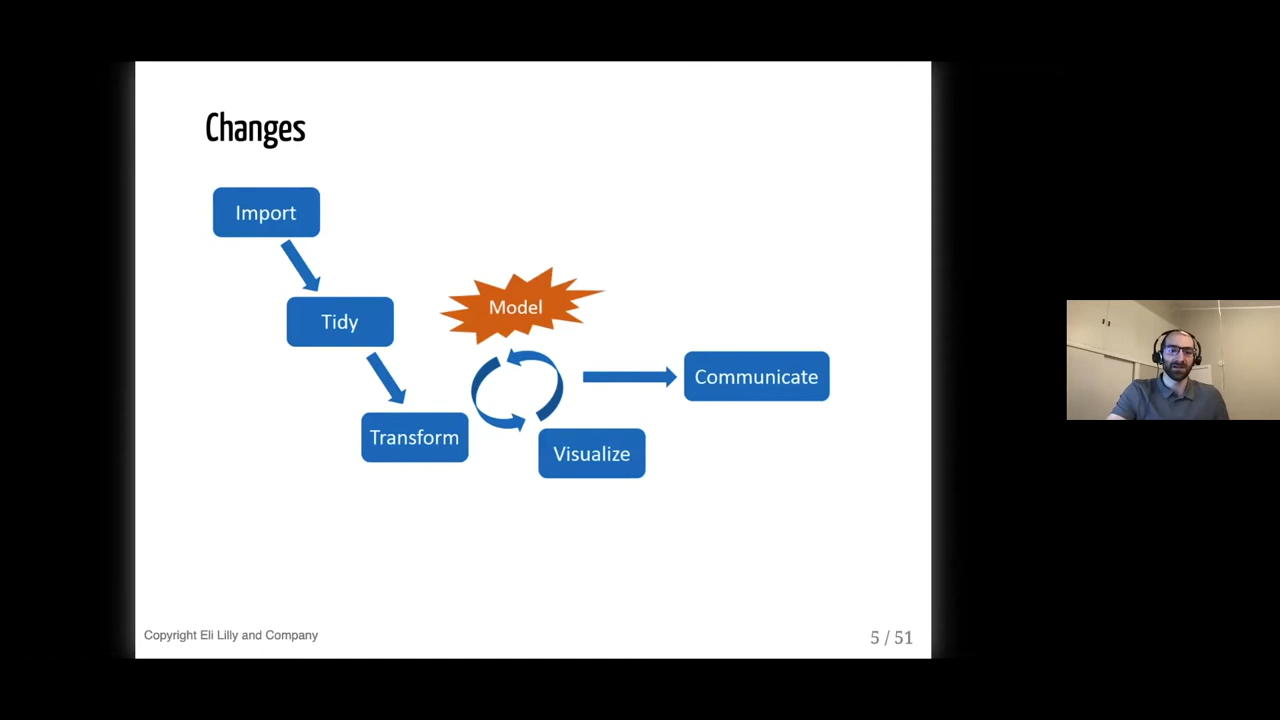 Changes
Import
Tidy
Model
Communicate
Transform
Visualize
Copyright Eli Lilly and Company
5 / 51